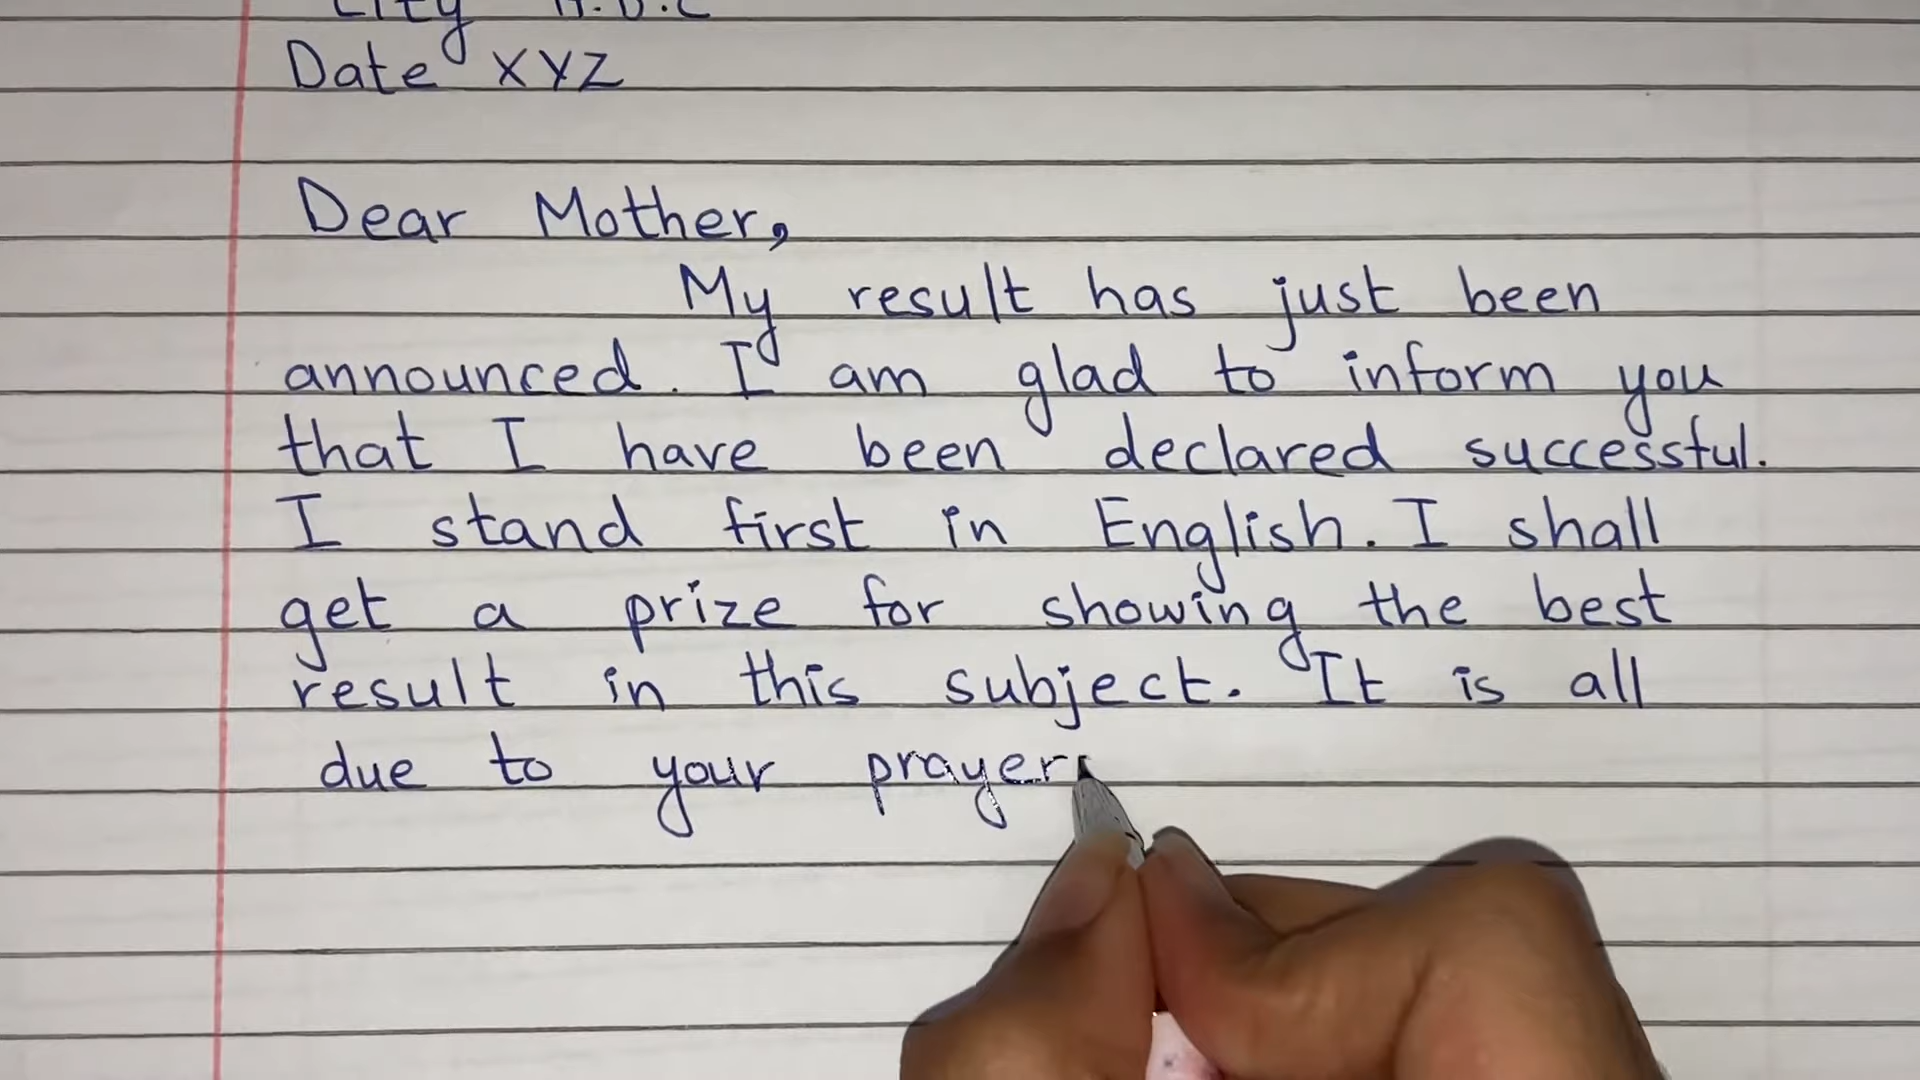 City A.B.C
Date XYZ
Dear Mother,
My result has just been
announced. I am glad to inform you
that I have been declared successful.
I stand first in English. I shall
get a prize for showing the best
result in this subject. It is all
due to your prayer